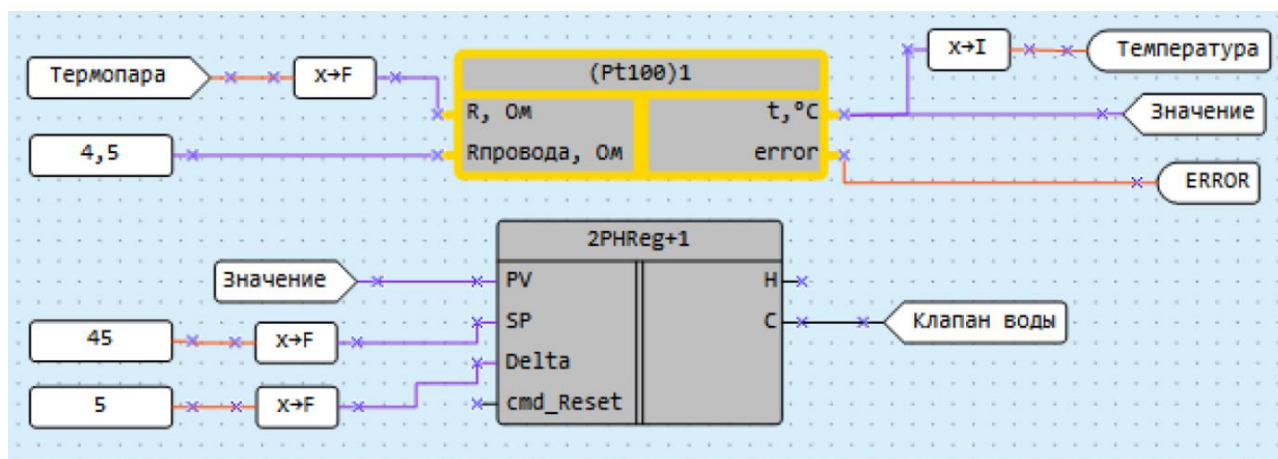 Термопара
x→F
(Pt100)1
x→I
Температура
R, Ом
t,°C
Значение
4,5
Rпровода, Ом
error
ERROR
2PHReg+1
Значение
PV
H
45
x→F
SP
C
Клапан воды
Delta
5
x→F
cmd_Reset